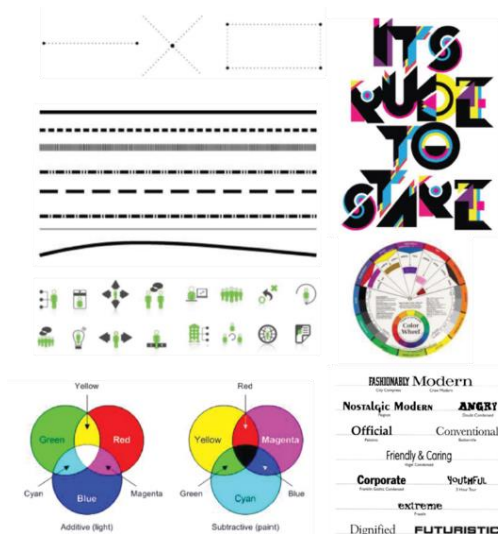 IT'S
RUDE
TO
STARE
Color
Wheel
Yellow
Green
Red
Cyan
Blue
Magenta
Additive (light)
Red
Yellow
Magenta
Green
Cyan
Blue
Subtractive (paint)
FASHIONABLY Modern
Nostalgic Modern ANGRY
Official Conventional
Friendly & Caring
Corporate YOUTHFUL
extreme
Dignified FUTURISTIC